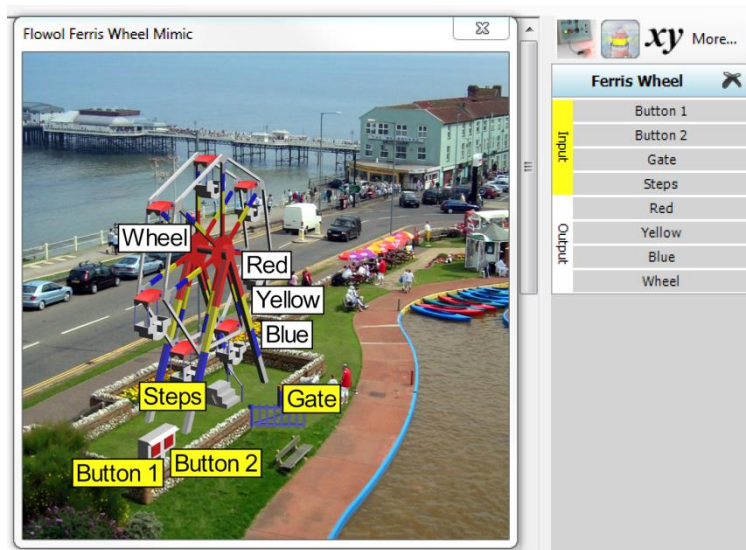 Flowol Ferris Wheel Mimic
Wheel
Red
Yellow
Blue
Steps
Gate
Button 1
Button 2
xy More...
Ferris Wheel
Input
Button 1
Button 2
Gate
Steps
Output
Red
Yellow
Blue
Wheel